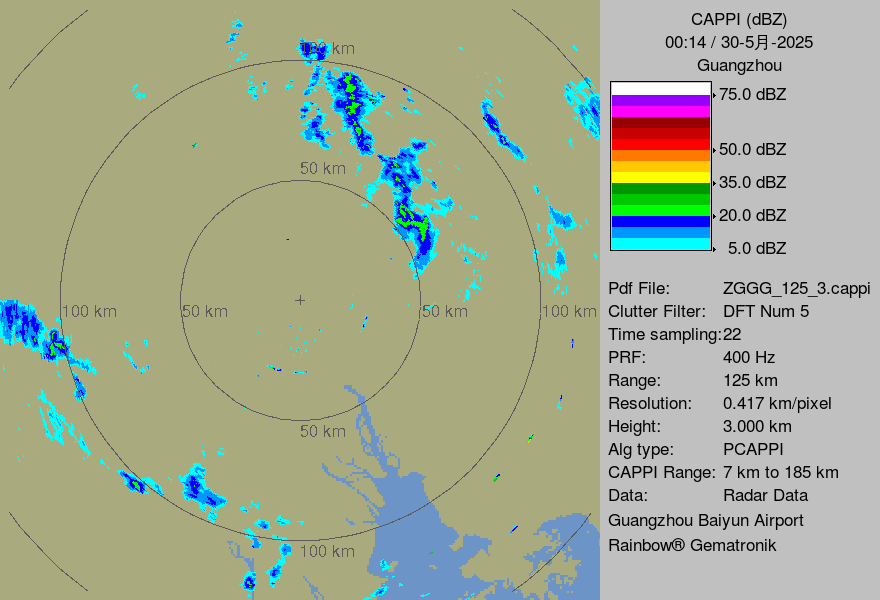 100 km
50 km
100 km
50 km
50 km
100 km
50 km
100 km
CAPPI (dBZ)
00:14 / 30-5月-2025
Guangzhou
75.0 dBZ
50.0 dBZ
35.0 dBZ
20.0 dBZ
5.0 dBZ
Pdf File: ZGGG_125_3.cappi
Clutter Filter: DFT Num 5
Time sampling:22
PRF: 400 Hz
Range: 125 km
Resolution: 0.417 km/pixel
Height: 3.000 km
Alg type: PCAPPI
CAPPI Range: 7 km to 185 km
Data: Radar Data
Guangzhou Baiyun Airport
Rainbow® Gematronik